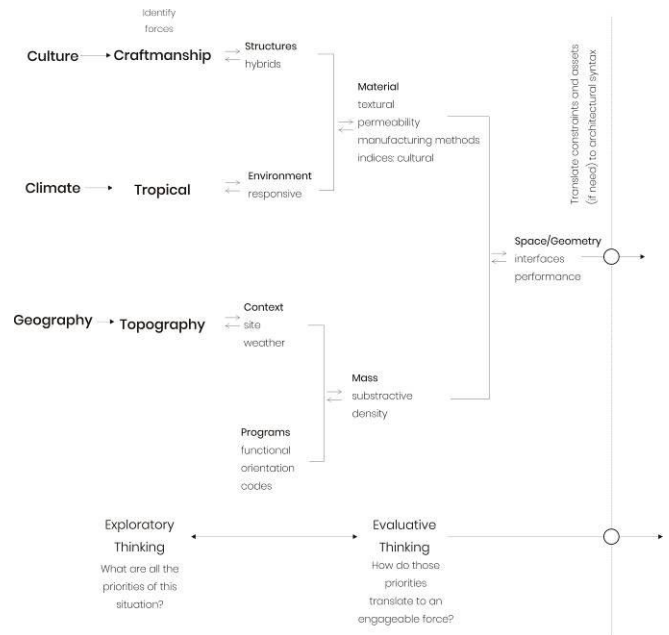 Identify
forces
Culture
Craftmanship
Structures
hybrids
Material
textural
permeability
manufacturing methods
indices: cultural
Climate
Tropical
Environment
responsive
Translate constraints and assets
(if need) to architectural syntax
Space/Geometry
interfaces
performance
Geography
Topography
Context
site
weather
Mass
substractive
density
Programs
functional
orientation
codes
Exploratory
Thinking
What are all the
priorities of this
situation?
Evaluative
Thinking
How do those
priorities
translate to an
engageable force?